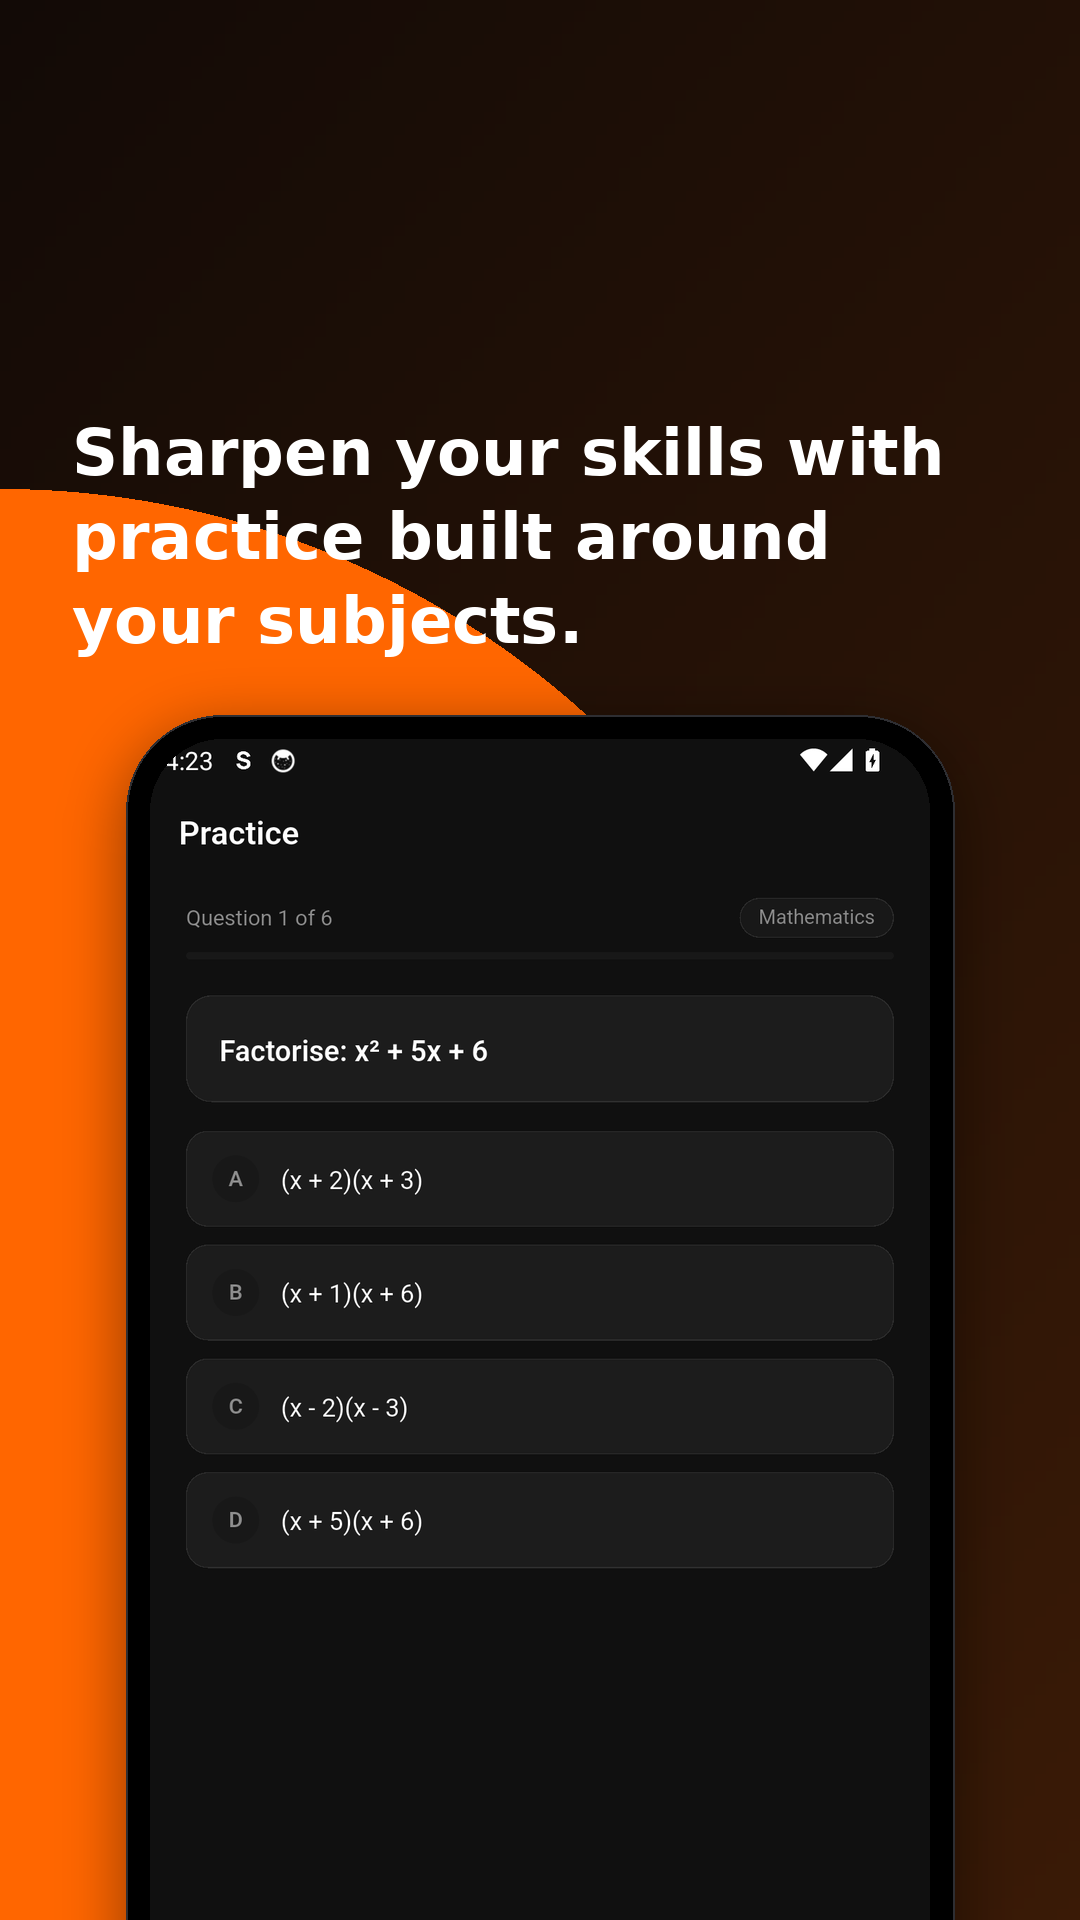 Sharpen your skills with
practice built around
your subjects.
4:23 S
Practice
Question 1 of 6 Mathematics
Factorise: x² + 5x + 6
A (x + 2)(x + 3)
B (x + 1)(x + 6)
C (x - 2)(x - 3)
D (x + 5)(x + 6)